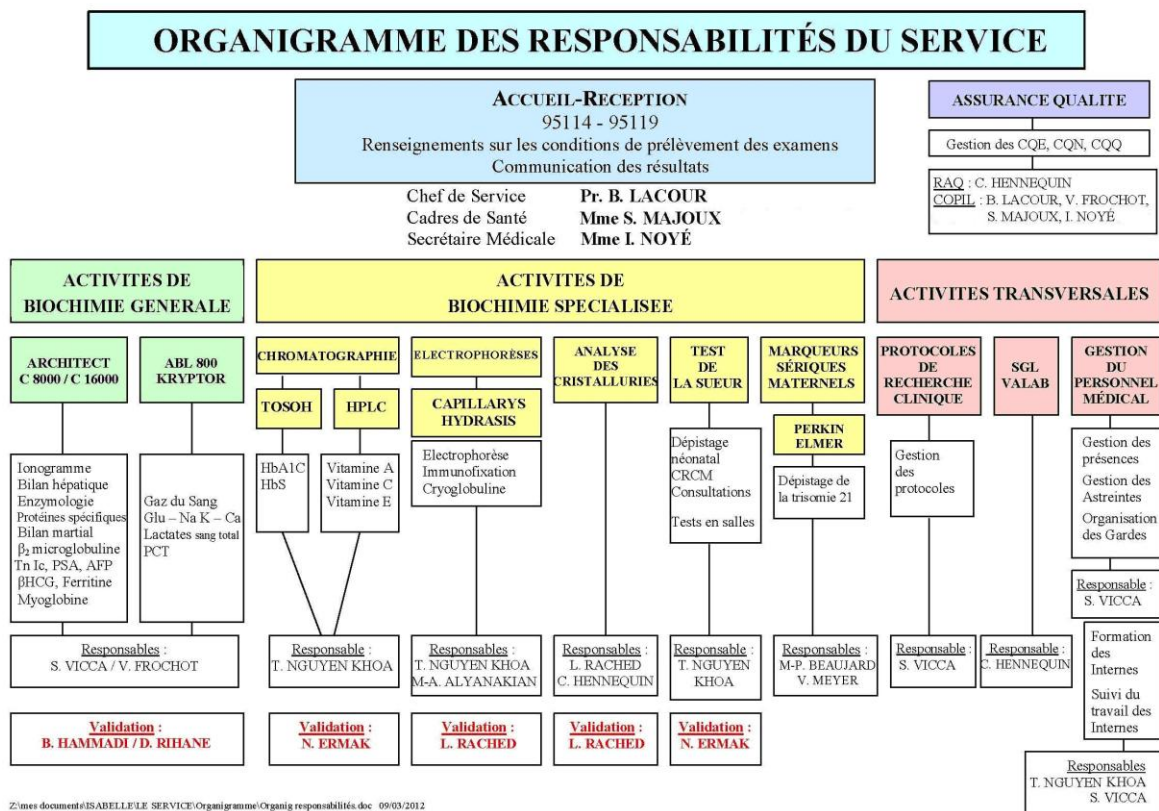 ORGANIGRAMME DES RESPONSABILITÉS DU SERVICE
ACCUEIL-RECEPTION
95114 - 95119
Renseignements sur les conditions de prélèvement des examens
Communication des résultats
Chef de Service Pr. B. LACOUR
Cadres de Santé Mme S. MAJOUX
Secrétaire Médicale Mme I. NOYÉ
ASSURANCE QUALITE
Gestion des CQE, CQN, CQQ
RAQ : C. HENNEQUIN
COPIL : B. LACOUR, V. FROCHOT,
S. MAJOUX, I. NOYÉ
ACTIVITES DE
BIOCHIMIE GENERALE
ARCHITECT
C 8000 / C 16000
Ionogramme
Bilan hépatique
Enzymologie
Protéines spécifiques
Bilan martial
β2 microglobuline
Tn Ic, PSA, AFP
βHCG, Ferritine
Myoglobine
ABL 800
KRYPTOR
Gaz du Sang
Glu – Na K – Ca
Lactates sang total
PCT
Responsables :
S. VICCA / V. FROCHOT
Validation :
B. HAMMADI / D. RIHANE
ACTIVITES DE
BIOCHIMIE SPECIALISEE
CHROMATOGRAPHIE
TOSOH
HbA1C
HbS
HPLC
Vitamine A
Vitamine C
Vitamine E
Responsables :
T. NGUYEN KHOA
Validation :
N. ERMAK
ELECTROPHORÈSES
CAPILLARYS
HYDRASIS
Electrophorèse
Immunofixation
Cryoglobuline
Responsables :
T. NGUYEN KHOA
M-A. ALYANAKIAN
Validation :
L. RACHED
ANALYSE
DES
CRISTALLURIES
Responsables :
L. RACHED
C. HENNEQUIN
Validation :
L. RACHED
TEST
DE
LA SUEUR
Dépistage
néonatal
CRCM
Consultations
Tests en salles
Responsable :
T. NGUYEN
KHOA
Validation :
N. ERMAK
MARQUEURS
SÉRIQUES
MATERNELS
PERKIN
ELMER
Dépistage de
la trisomie 21
Responsables :
M-P. BEAUJARD
V. MEYER
ACTIVITES TRANSVERSALES
PROTOCOLES
DE
RECHERCHE
CLINIQUE
Gestion
des
protocoles
Responsable :
S. VICCA
SGL
VALAB
Responsable :
C. HENNEQUIN
GESTION
DU
PERSONNEL
MÉDICAL
Gestion des
présences
Gestion des
Astreintes
Organisation
des Gardes
Responsable :
S. VICCA
Formation
des
Internes
Suivi du
travail des
Internes
Responsables
T. NGUYEN KHOA
S. VICCA
Z:\mes documents\ISABELLE\LE SERVICE\Organigramme\Organig responsabilités.doc 09/03/2012